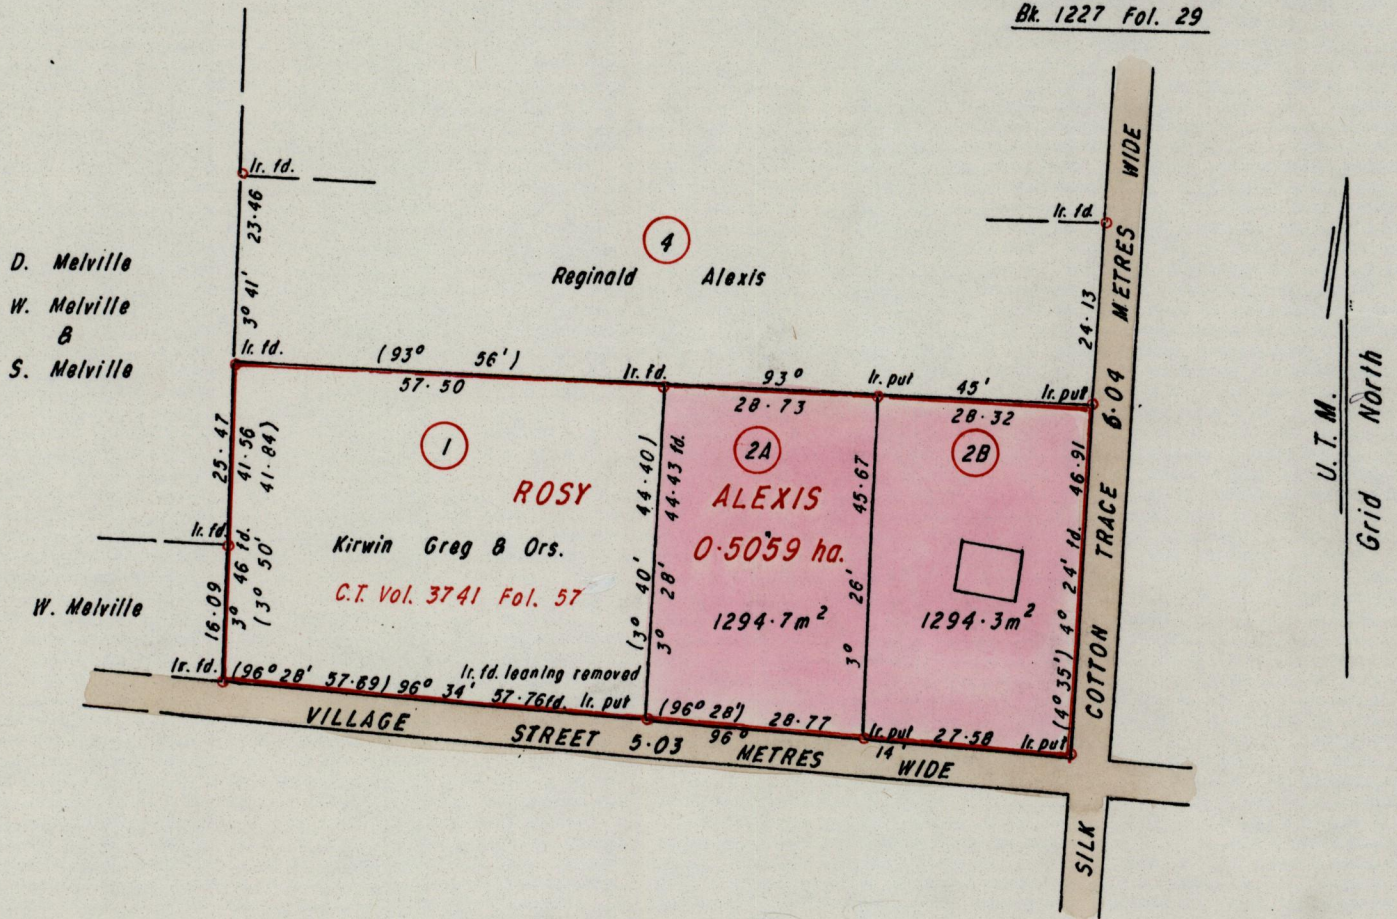 Bk. 1227 Fol. 29
Ir. fd.
23·46
3° 41'
D. Melville
W. Melville
&
S. Melville
4
Reginald Alexis
Ir. fd.
24·13
SILK COTTON TRACE 6·04 METRES WIDE
U.T.M.
Grid North
Ir. fd.
(93° 56')
57·50
Ir. fd.
93° 45'
28·73
Ir. put
28·32
Ir. put
25·47
41·56
41·84)
1
2A
2B
44·40)
44·43 fd.
45·67
46·91
ROSY ALEXIS
0·5059 ha.
Kirwin Greg & Ors.
C.T. Vol. 3741 Fol. 57
Ir. fd.
W. Melville
16·09
3° 46' fd.
(3° 50'
(3° 40'
3° 28'
3° 26'
(4° 35') 4° 24' fd.
1294·7m²
1294·3m²
Ir. fd.
(96° 28' 57·69) 96° 34' 57·76fd.
Ir. fd. leaning removed
Ir. put
(96° 28')
96° 14'
28·77
Ir. put
27·58
Ir. put
VILLAGE STREET 5·03 METRES WIDE